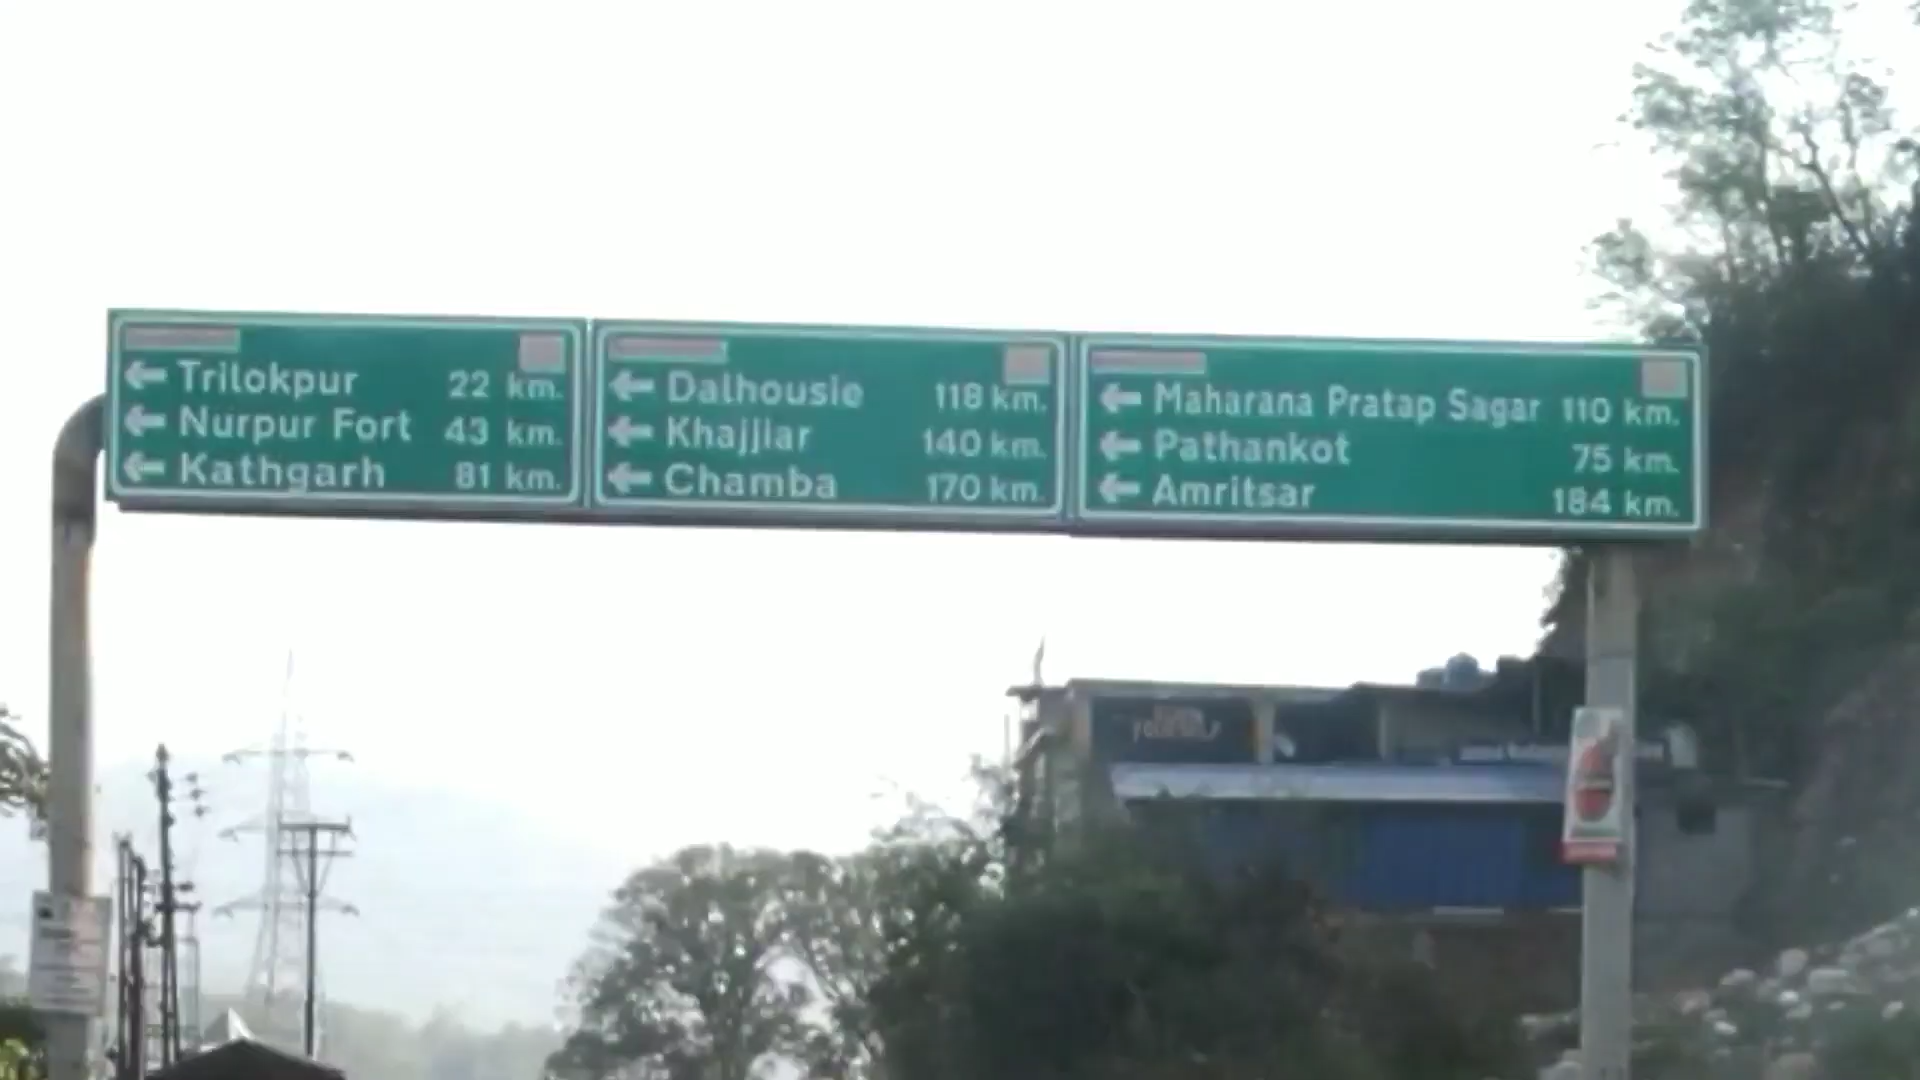 Trilokpur 22 km.
Nurpur Fort 43 km.
Kathgarh 81 km.
Dalhousie 118 km.
Khajjiar 140 km.
Chamba 170 km.
Maharana Pratap Sagar 110 km.
Pathankot 75 km.
Amritsar 184 km.